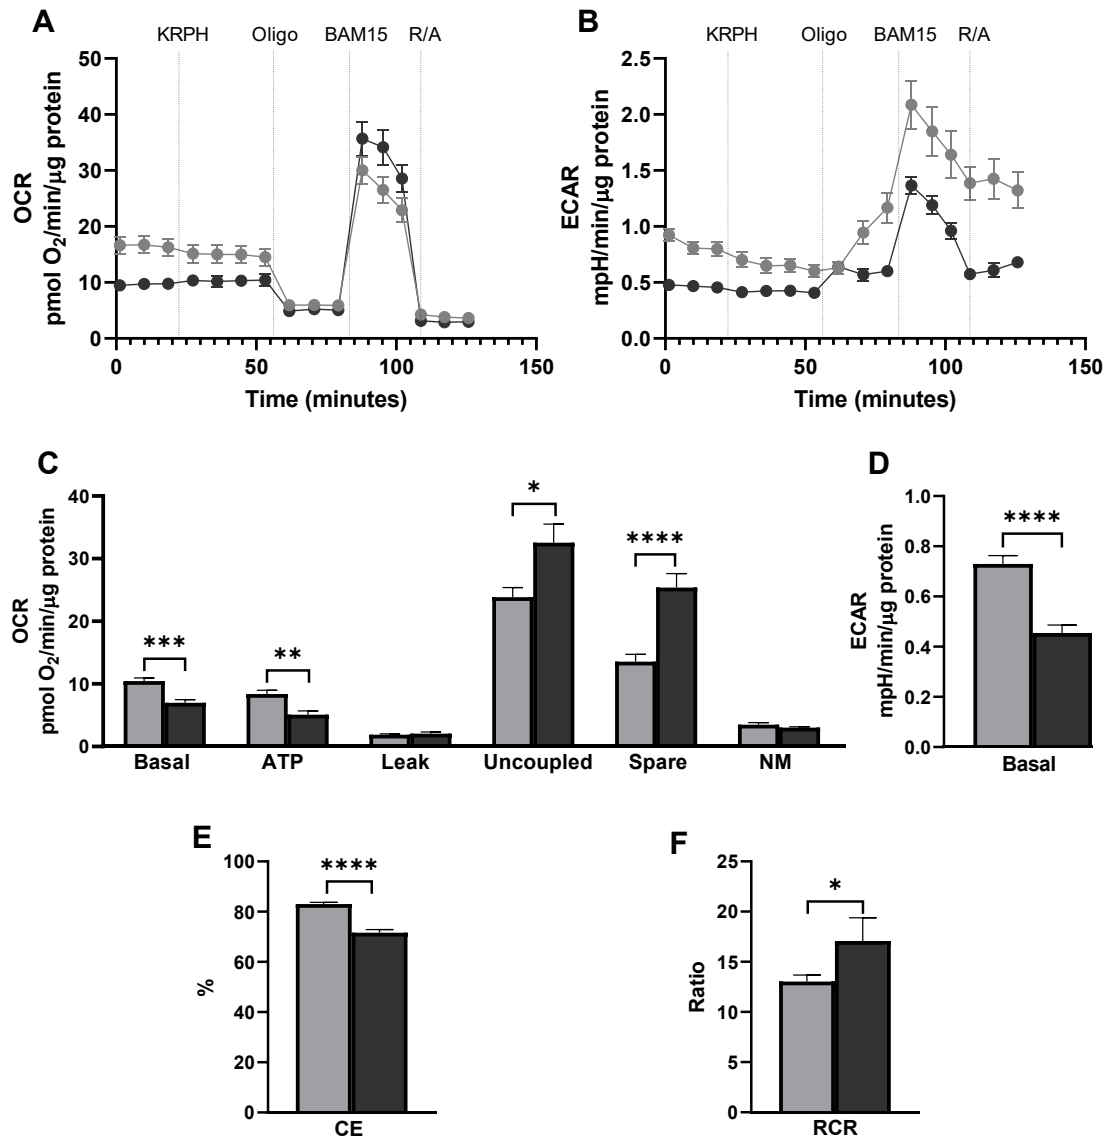 A
KRPH Oligo BAM15 R/A
50
40
30
20
10
0
OCR
pmol O₂/min/µg protein
0 50 100 150
Time (minutes)
B
KRPH Oligo BAM15 R/A
2.5
2.0
1.5
1.0
0.5
0.0
ECAR
mpH/min/µg protein
0 50 100 150
Time (minutes)
C
40
30
20
10
0
OCR
pmol O₂/min/µg protein
*** ** * ****
Basal ATP Leak Uncoupled Spare NM
D
1.0
0.8
0.6
0.4
0.2
0.0
ECAR
mpH/min/µg protein
****
Basal
E
100
80
60
40
20
0
%
****
CE
F
25
20
15
10
5
0
Ratio
*
RCR